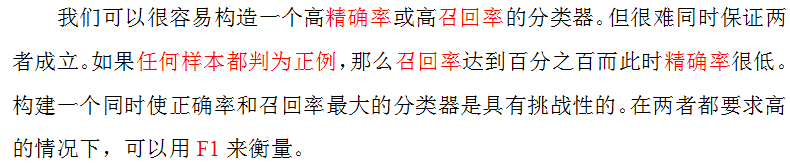 我们可以很容易构造一个高精确率或高召回率的分类器。但很难同时保证两
者成立。如果任何样本都判为正例，那么召回率达到百分之百而此时精确率很低。
构建一个同时使正确率和召回率最大的分类器是具有挑战性的。在两者都要求高
的情况下，可以用 F1 来衡量。